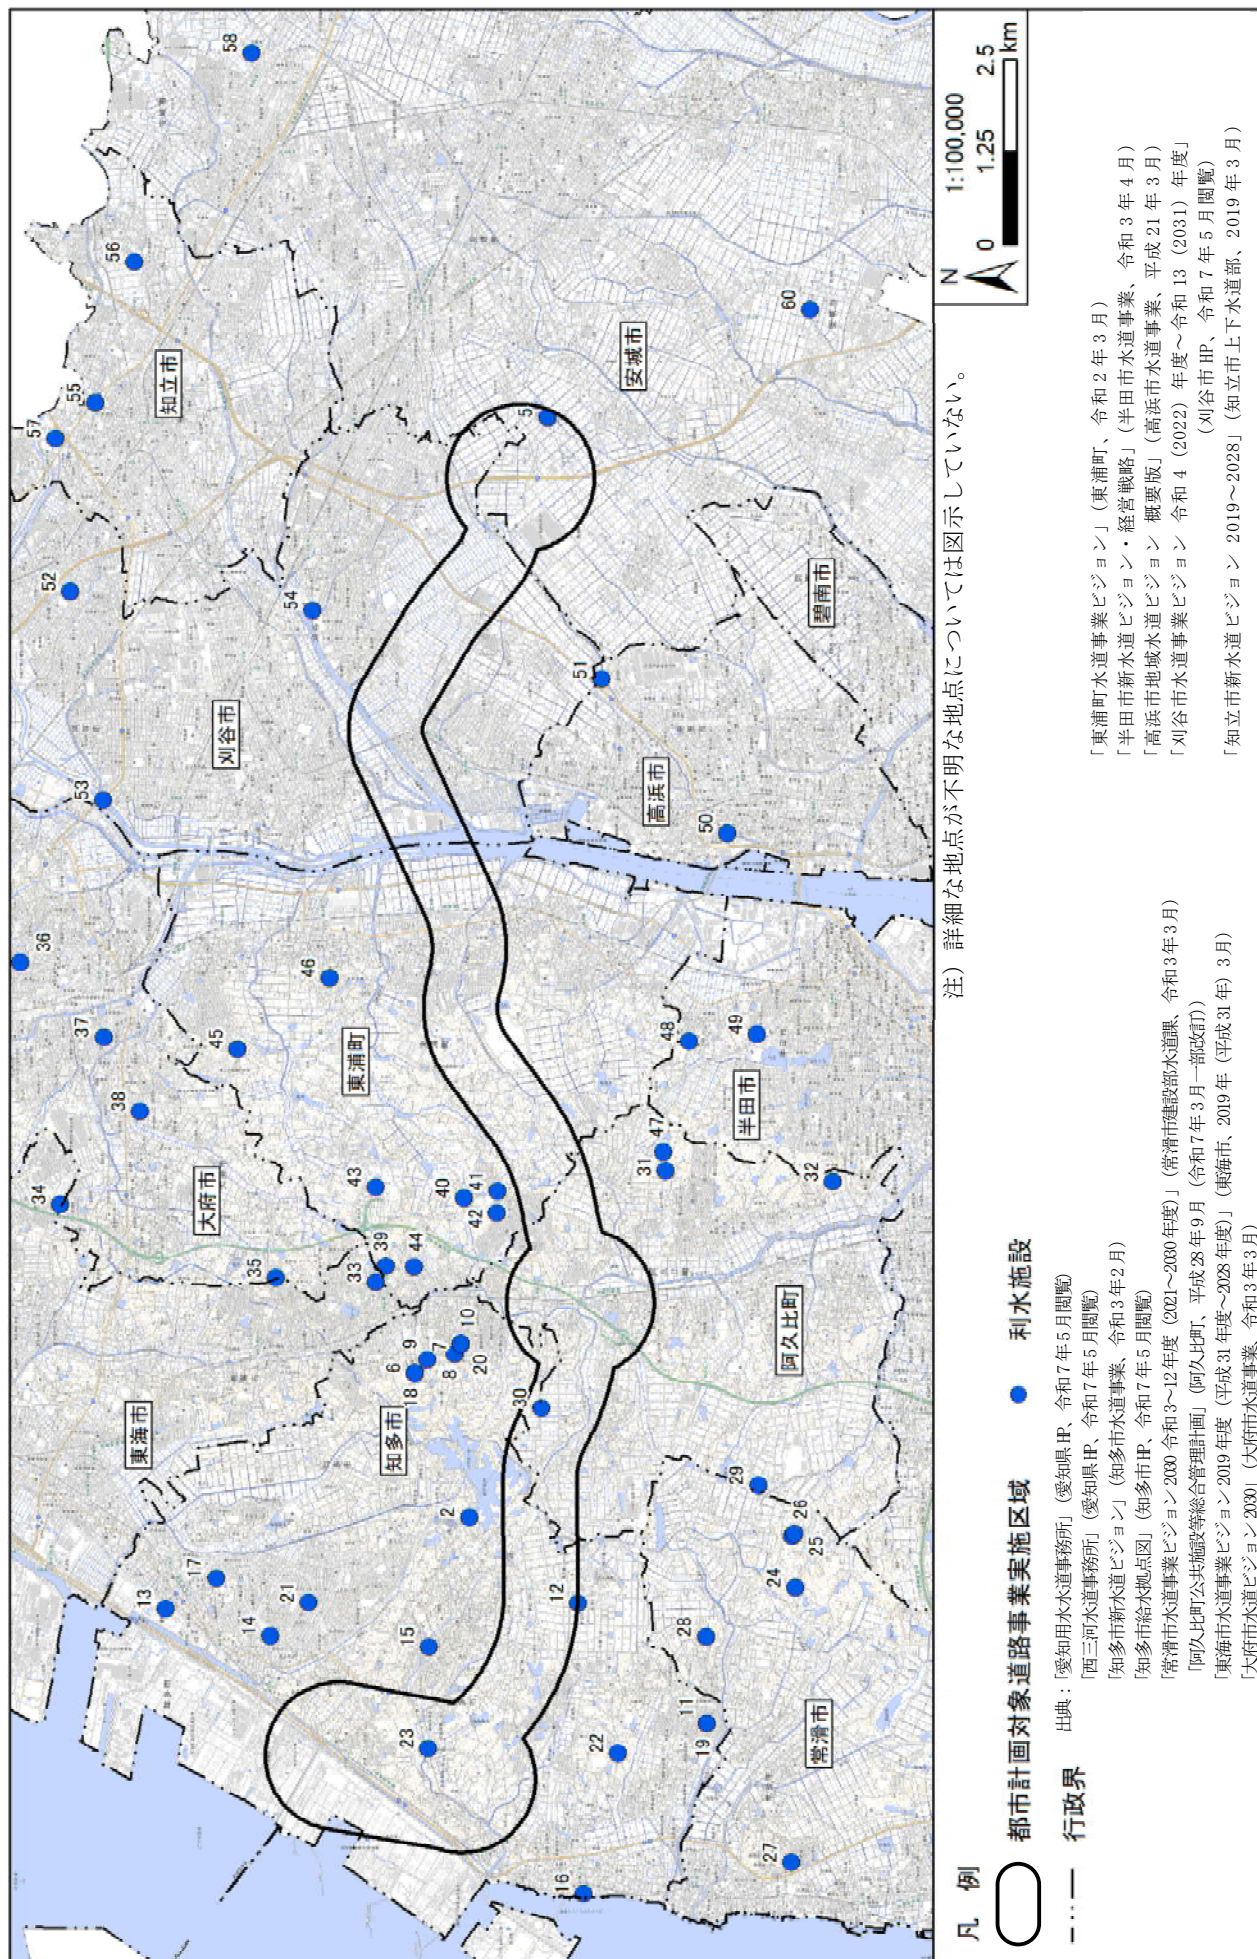 58
56
55
57
52
53
54
5
60
51
50
36
37
38
34
45
46
43
40
41
42
35
33
39
44
48
49
47
31
32
6
18
9
7
8
10
20
30
2
29
26
25
24
28
12
13
17
14
21
15
23
22
11
19
16
27
知立市
安城市
刈谷市
碧南市
高浜市
東浦町
大府市
半田市
東海市
知多市
阿久比町
常滑市
N
1:100,000
0 1.25 2.5
km
注）詳細な地点が不明な地点については図示していない。
凡 例
都市計画対象道路事業実施区域
利水施設
行政界
出典：「愛知用水水道事務所」（愛知県HP、令和7年5月閲覧）
「西三河水道事務所」（愛知県HP、令和7年5月閲覧）
「知多市新水道ビジョン」（知多市水道事業、令和3年2月）
「知多市給水拠点図」（知多市HP、令和7年5月閲覧）
「常滑市水道事業ビジョン2030 令和3～12年度（2021～2030年度）」（常滑市建設部水道課、令和3年3月）
「阿久比町公共施設等総合管理計画」（阿久比町、平成28年9月（令和7年3月一部改訂））
「東海市水道事業ビジョン2019年度（平成31年度～2028年度）」（東海市、2019年（平成31年）3月）
「大府市水道ビジョン2030」（大府市水道事業、令和3年3月）
「東浦町水道事業ビジョン」（東浦町、令和2年3月）
「半田市新水道ビジョン・経営戦略」（半田市水道事業、令和3年4月）
「高浜市地域水道ビジョン 概要版」（高浜市水道事業、平成21年3月）
「刈谷市水道事業ビジョン 令和4（2022）年度～令和13（2031）年度」
（刈谷市HP、令和7年5月閲覧）
「知立市新水道ビジョン 2019～2028」（知立市上下水道部、2019年3月）